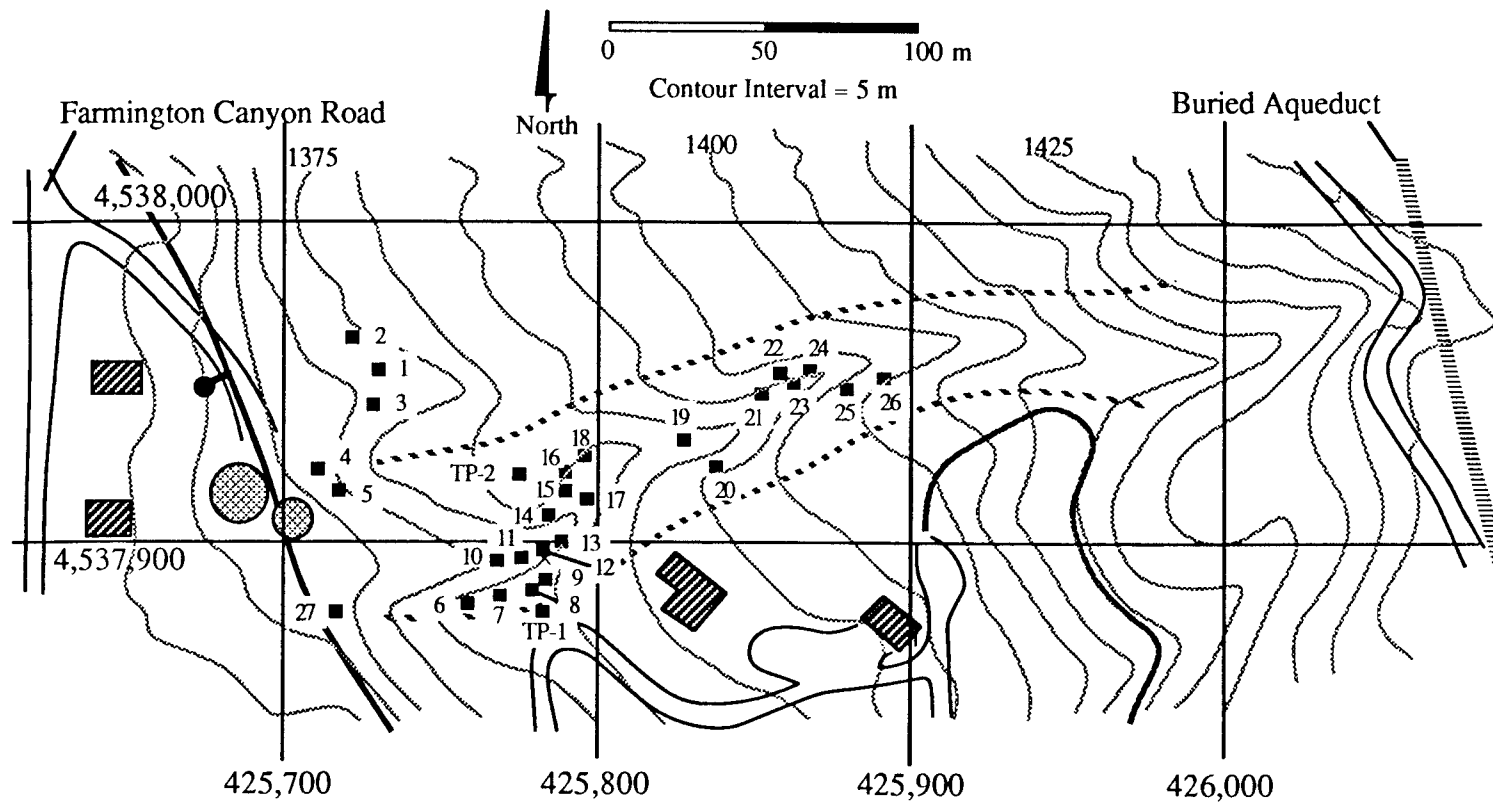 0 50 100 m
Contour Interval = 5 m
North
Farmington Canyon Road
Buried Aqueduct
1375
1400
1425
4,538,000
2
1
3
22 24
21 23 25 26
19
18
4
TP-2 16
5
15 17
20
14
11 13
10
12
4,537,900
9
6 7 8
27
TP-1
425,700 425,800 425,900 426,000